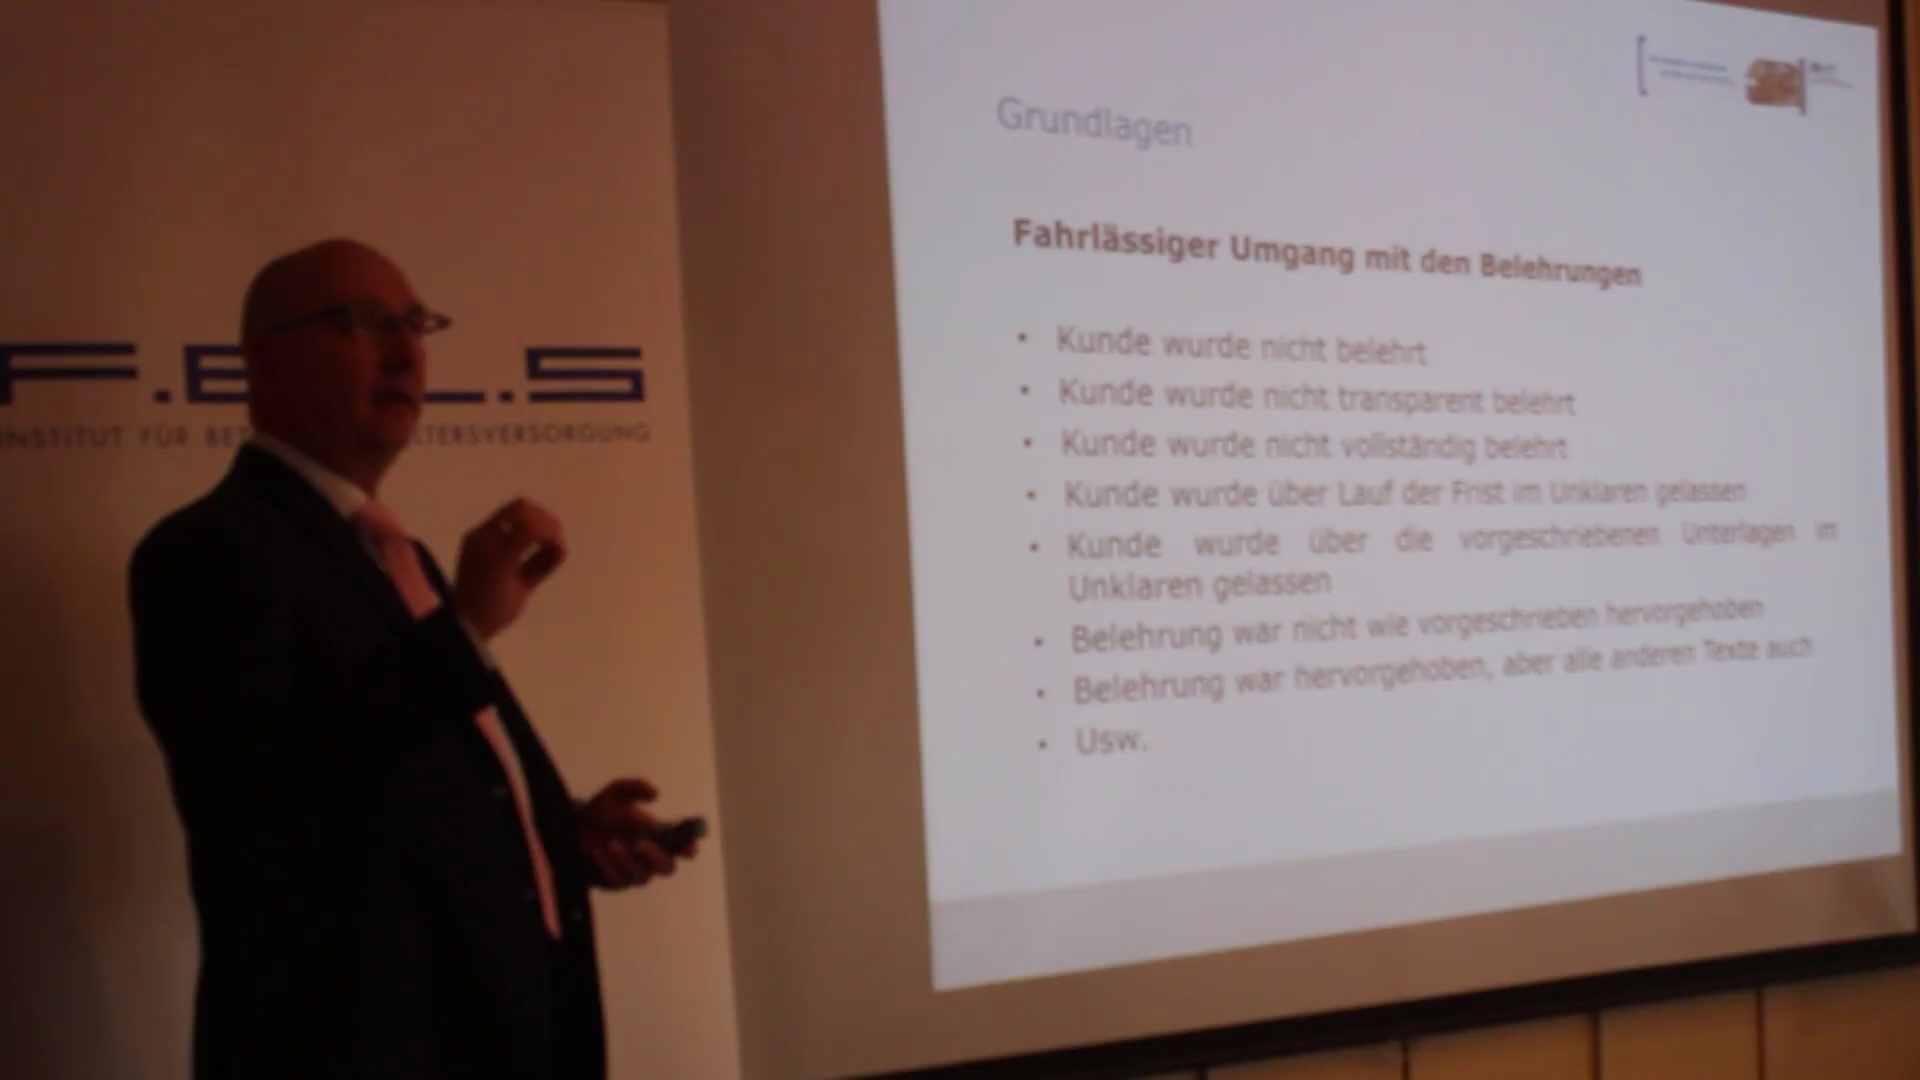 F.B
.S
INSTITUT FÜR BET
LTERSVERSORGUNG
Grundlagen
Fahrlässiger Umgang mit den Belehrungen
• Kunde wurde nicht belehrt
• Kunde wurde nicht transparent belehrt
• Kunde wurde nicht vollständig belehrt
• Kunde wurde über Lauf der Frist im Unklaren gelassen
• Kunde wurde über die vorgeschriebenen Unterlagen im
Unklaren gelassen
• Belehrung war nicht wie vorgeschrieben hervorgehoben
• Belehrung war hervorgehoben, aber alle anderen Texte auch
• Usw.